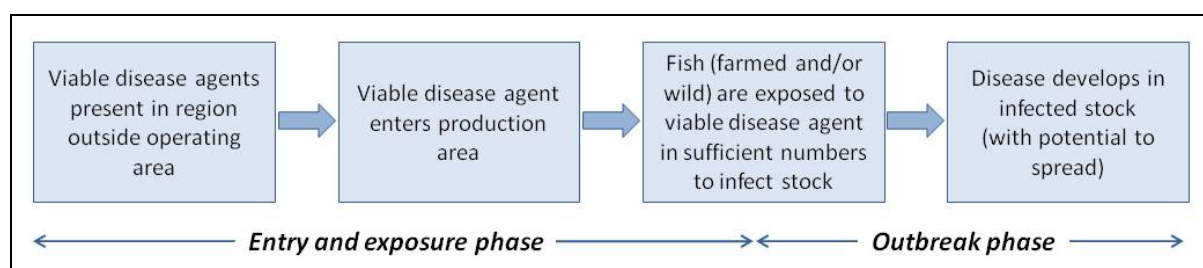 Viable disease agents
present in region
outside operating
area
Viable disease agent
enters production
area
Fish (farmed and/or
wild) are exposed to
viable disease agent
in sufficient numbers
to infect stock
Disease develops in
infected stock
(with potential to
spread)
Entry and exposure phase
Outbreak phase